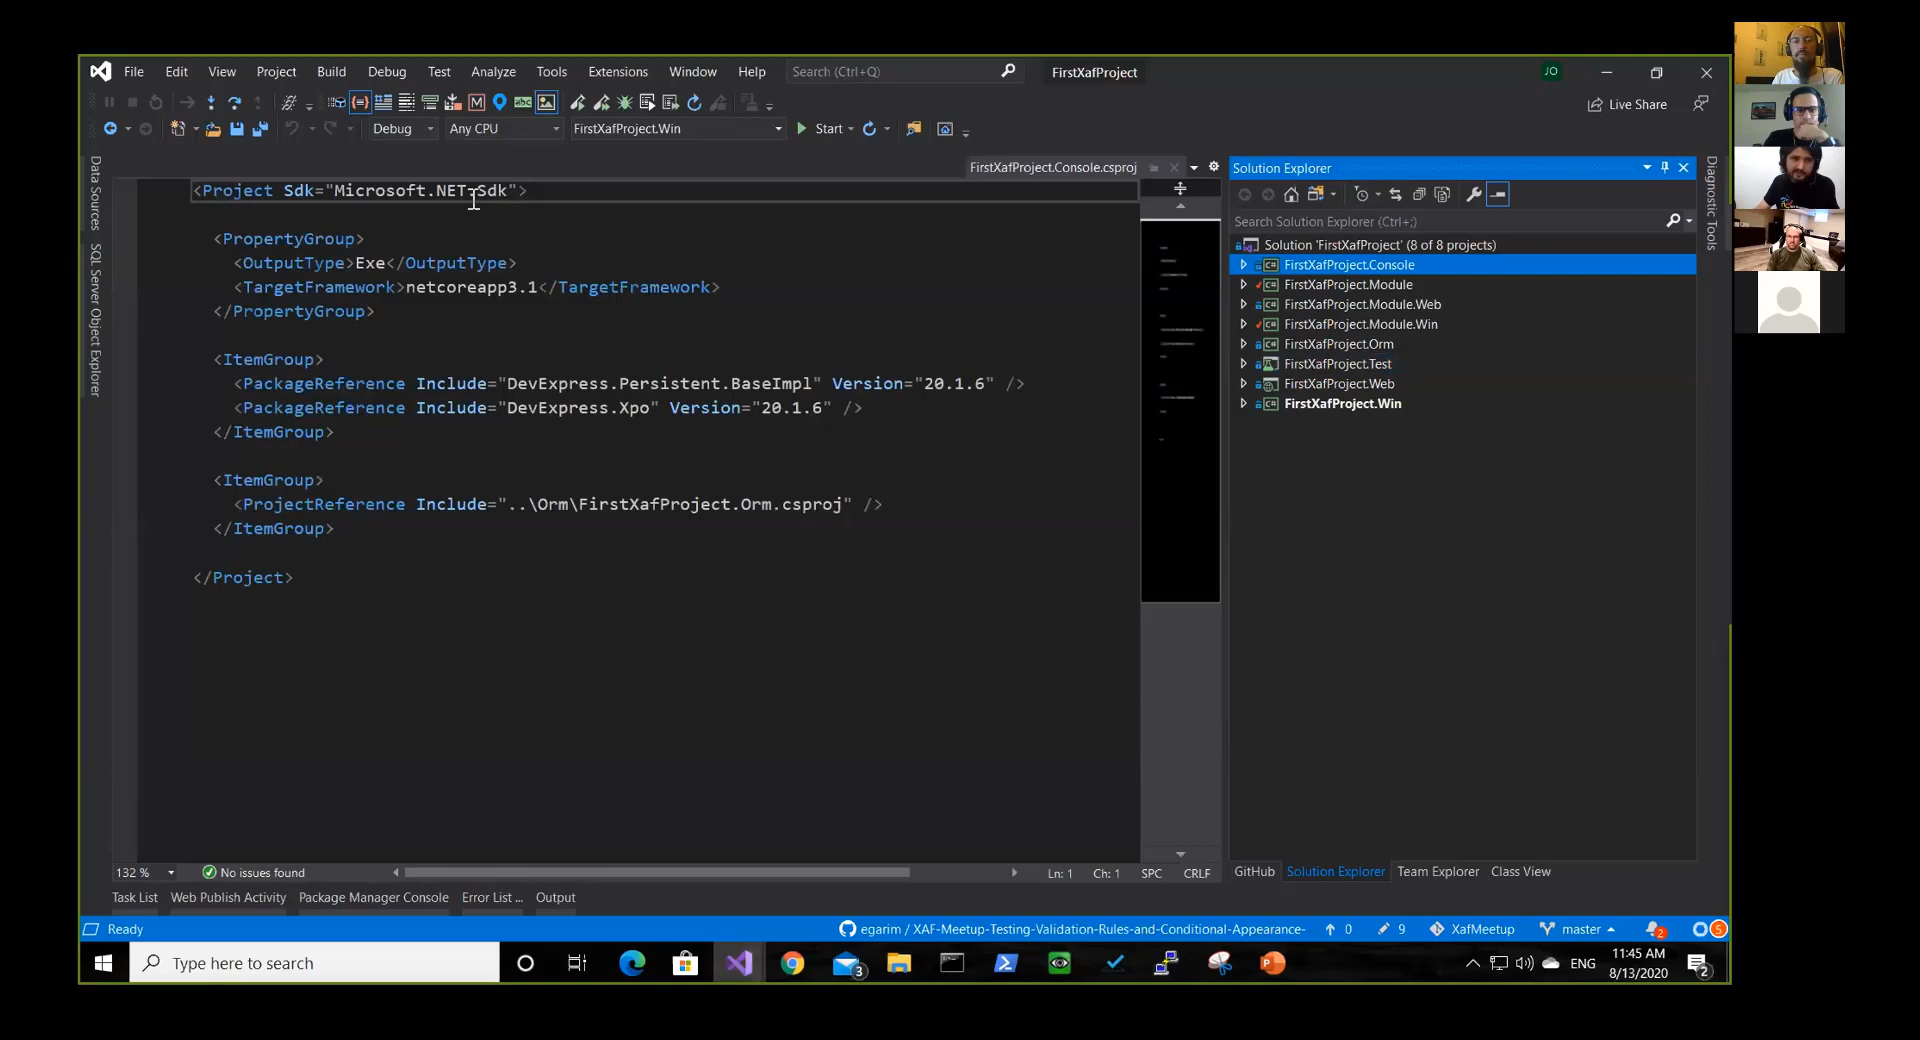 File Edit View Project Build Debug Test Analyze Tools Extensions Window Help Search (Ctrl+Q) FirstXafProject JO
Live Share
Debug Any CPU FirstXafProject.Win Start
FirstXafProject.Console.csproj
Data Sources
SQL Server Object Explorer
<Project Sdk="Microsoft.NET.Sdk">
<PropertyGroup>
<OutputType>Exe</OutputType>
<TargetFramework>netcoreapp3.1</TargetFramework>
</PropertyGroup>
<ItemGroup>
<PackageReference Include="DevExpress.Persistent.BaseImpl" Version="20.1.6" />
<PackageReference Include="DevExpress.Xpo" Version="20.1.6" />
</ItemGroup>
<ItemGroup>
<ProjectReference Include="..\Orm\FirstXafProject.Orm.csproj" />
</ItemGroup>
</Project>
132 % No issues found Ln: 1 Ch: 1 SPC CRLF
Solution Explorer
Search Solution Explorer (Ctrl+;)
Solution 'FirstXafProject' (8 of 8 projects)
C# FirstXafProject.Console
C# FirstXafProject.Module
C# FirstXafProject.Module.Web
C# FirstXafProject.Module.Win
C# FirstXafProject.Orm
FirstXafProject.Test
FirstXafProject.Web
C# FirstXafProject.Win
Diagnostic Tools
GitHub Solution Explorer Team Explorer Class View
Task List Web Publish Activity Package Manager Console Error List ... Output
Ready egarim / XAF-Meetup-Testing-Validation-Rules-and-Conditional-Appearance- 0 9 XafMeetup master 2 5
Type here to search 3 ENG 11:45 AM 2
8/13/2020